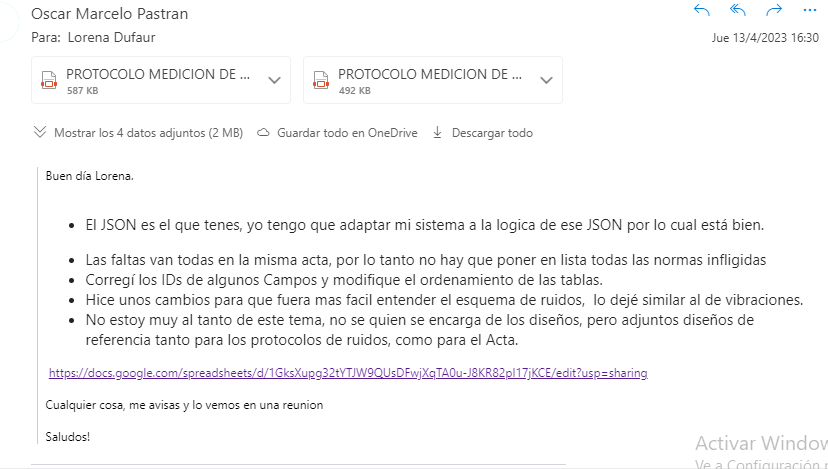 Oscar Marcelo Pastran
Para: Lorena Dufaur
Jue 13/4/2023 16:30
PROTOCOLO MEDICION DE ...
587 KB
PROTOCOLO MEDICION DE ...
492 KB
Mostrar los 4 datos adjuntos (2 MB)
Guardar todo en OneDrive
Descargar todo
Buen día Lorena.
• El JSON es el que tenes, yo tengo que adaptar mi sistema a la logica de ese JSON por lo cual está bien.
• Las faltas van todas en la misma acta, por lo tanto no hay que poner en lista todas las normas infligidas
• Corregí los IDs de algunos Campos y modifique el ordenamiento de las tablas.
• Hice unos cambios para que fuera mas facil entender el esquema de ruidos, lo dejé similar al de vibraciones.
• No estoy muy al tanto de este tema, no se quien se encarga de los diseños, pero adjuntos diseños de
referencia tanto para los protocolos de ruidos, como para el Acta.
https://docs.google.com/spreadsheets/d/1GksXupg32tYTJW9QUsDFwjXqTA0u-J8KR82pI17jKCE/edit?usp=sharing
Cualquier cosa, me avisas y lo vemos en una reunion
Saludos!
Activar Window
Ve a Configuración